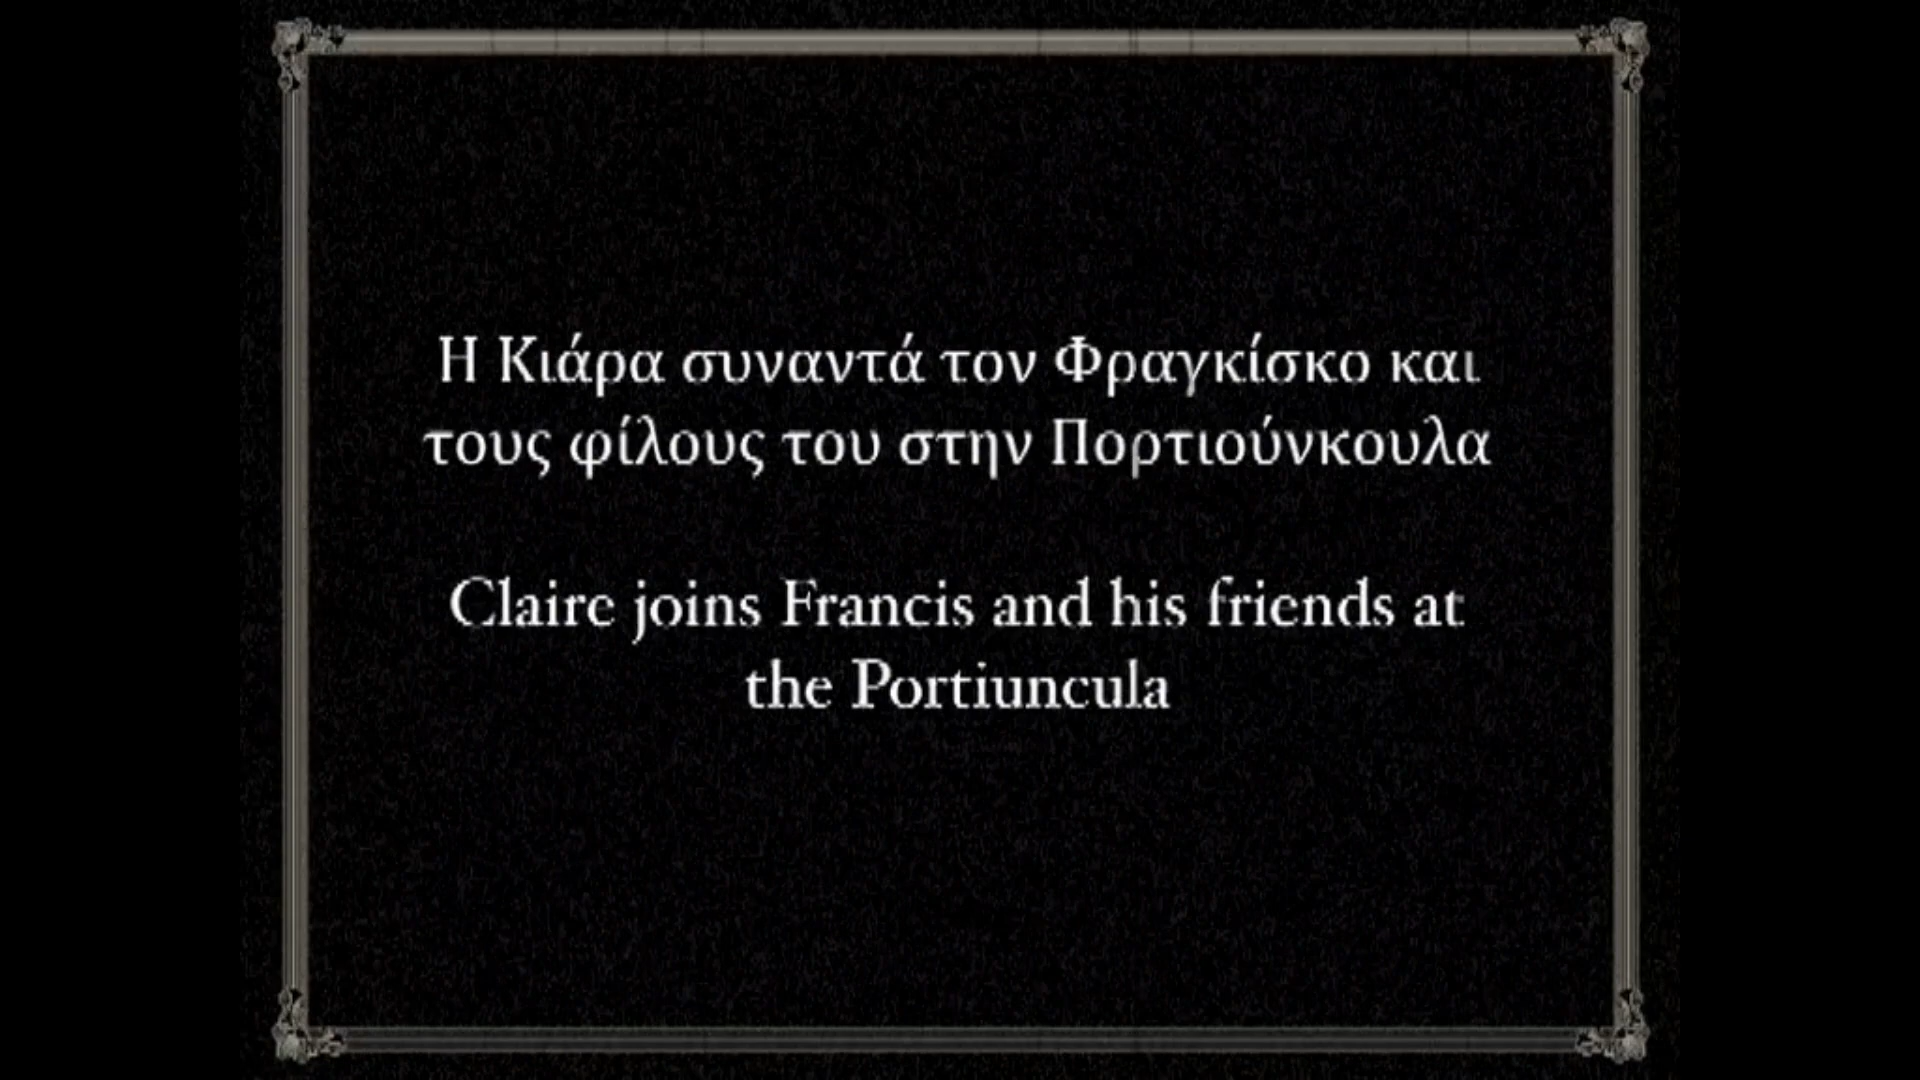 Η Κιάρα συναντά τον Φραγκίσκο και
τους φίλους του στην Πορτιούνκουλα
Claire joins Francis and his friends at
the Portiuncula